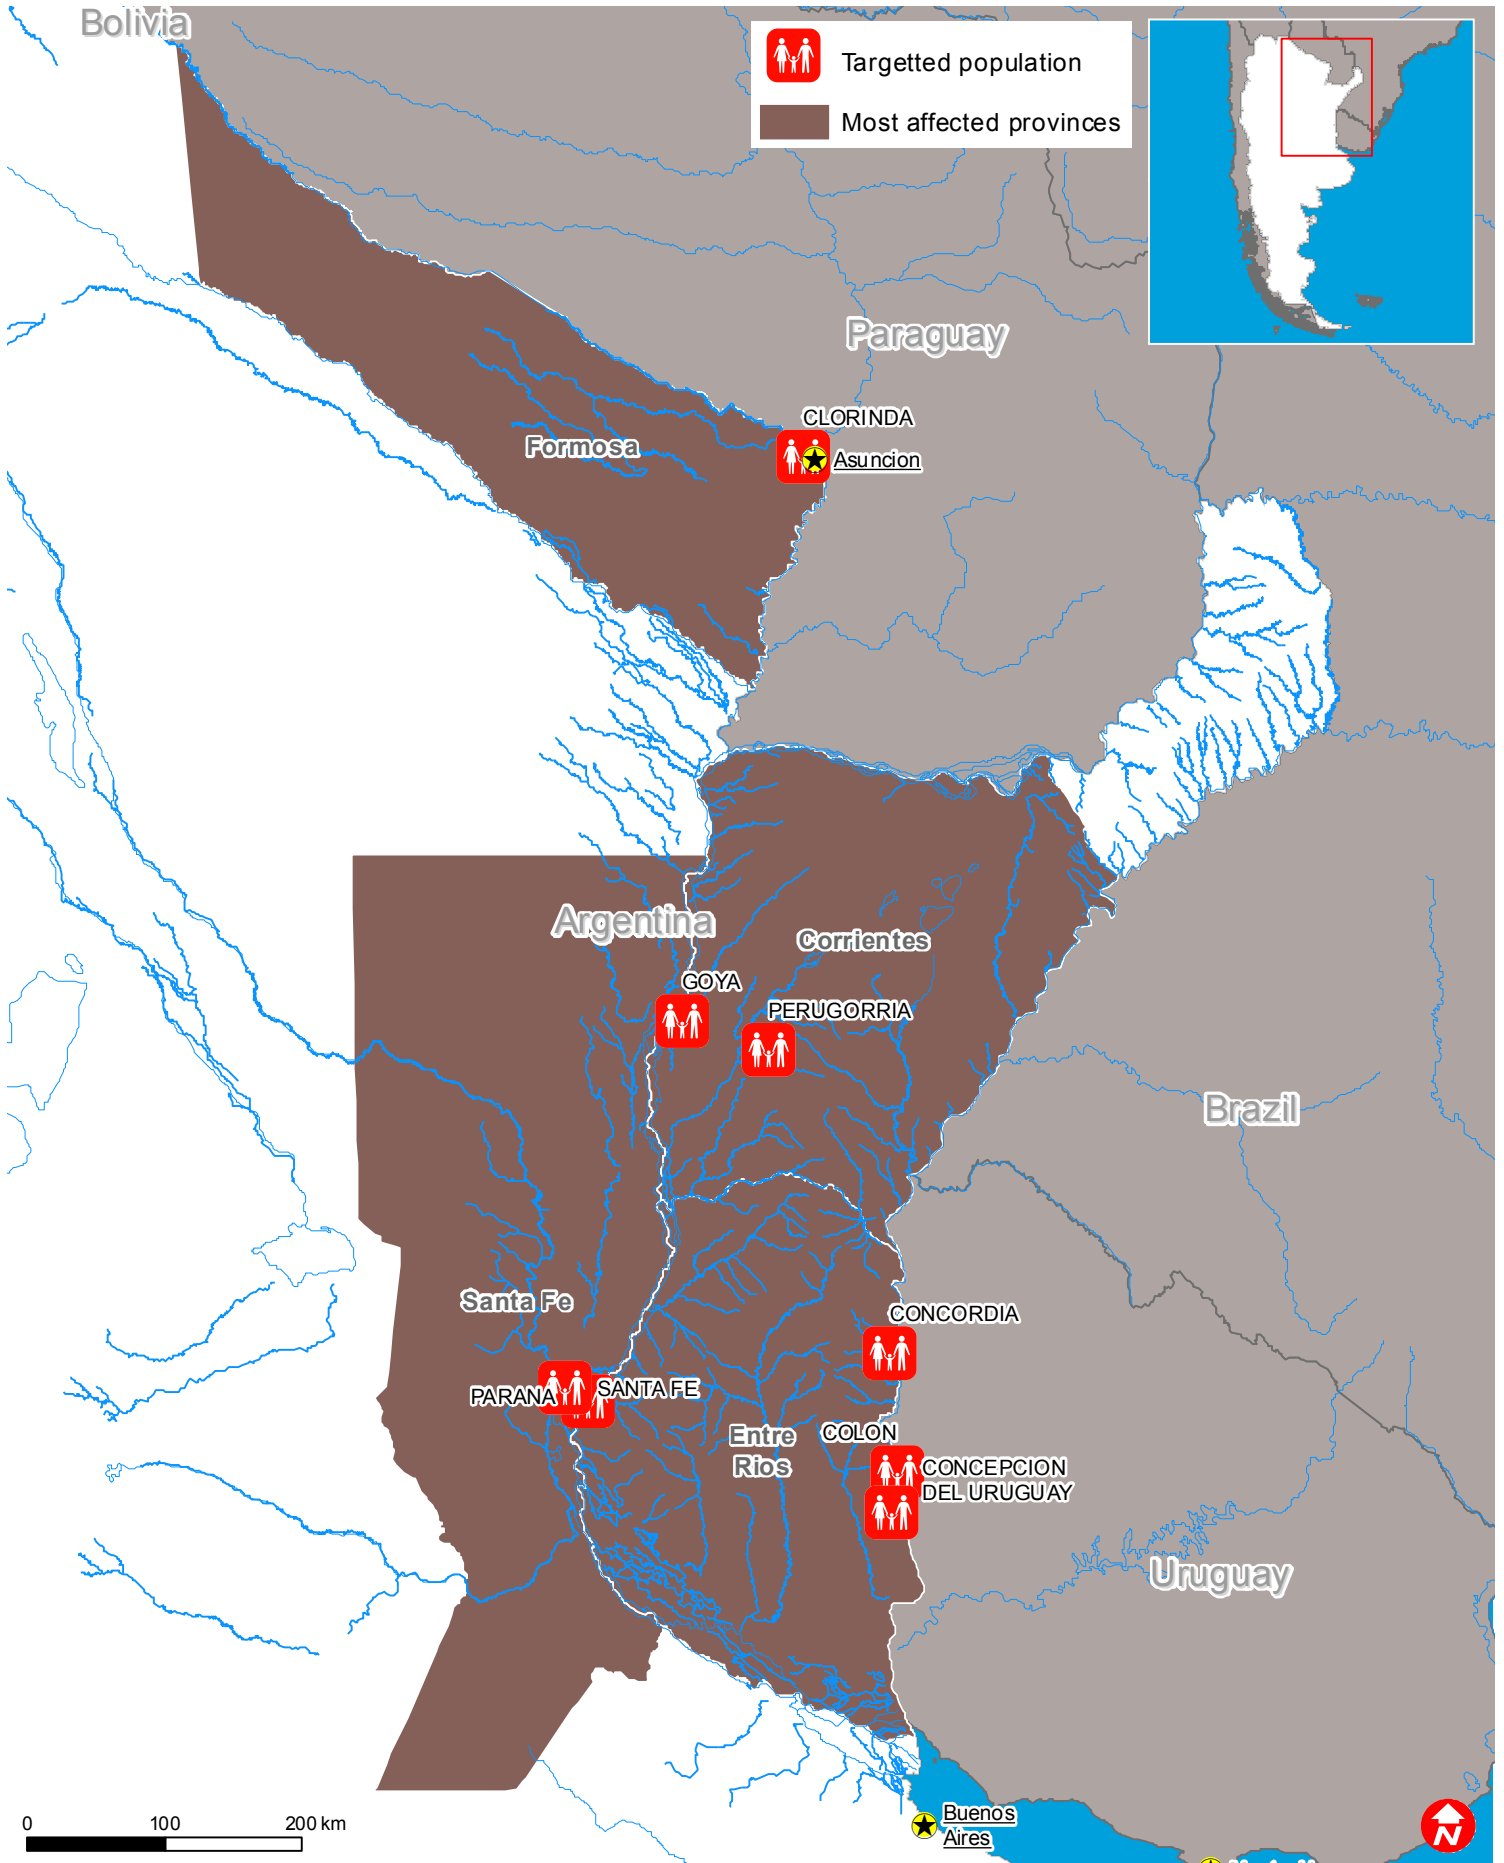 Bolivia
Targetted population
Most affected provinces
Paraguay
CLORINDA
Formosa
Asuncion
Argentina
Corrientes
GOYA
PERUGORRIA
Brazil
Santa Fe
CONCORDIA
PARANA
SANTA FE
Entre
Rios
COLON
CONCEPCION
DEL URUGUAY
Uruguay
0 100 200 km
Buenos
Aires
N